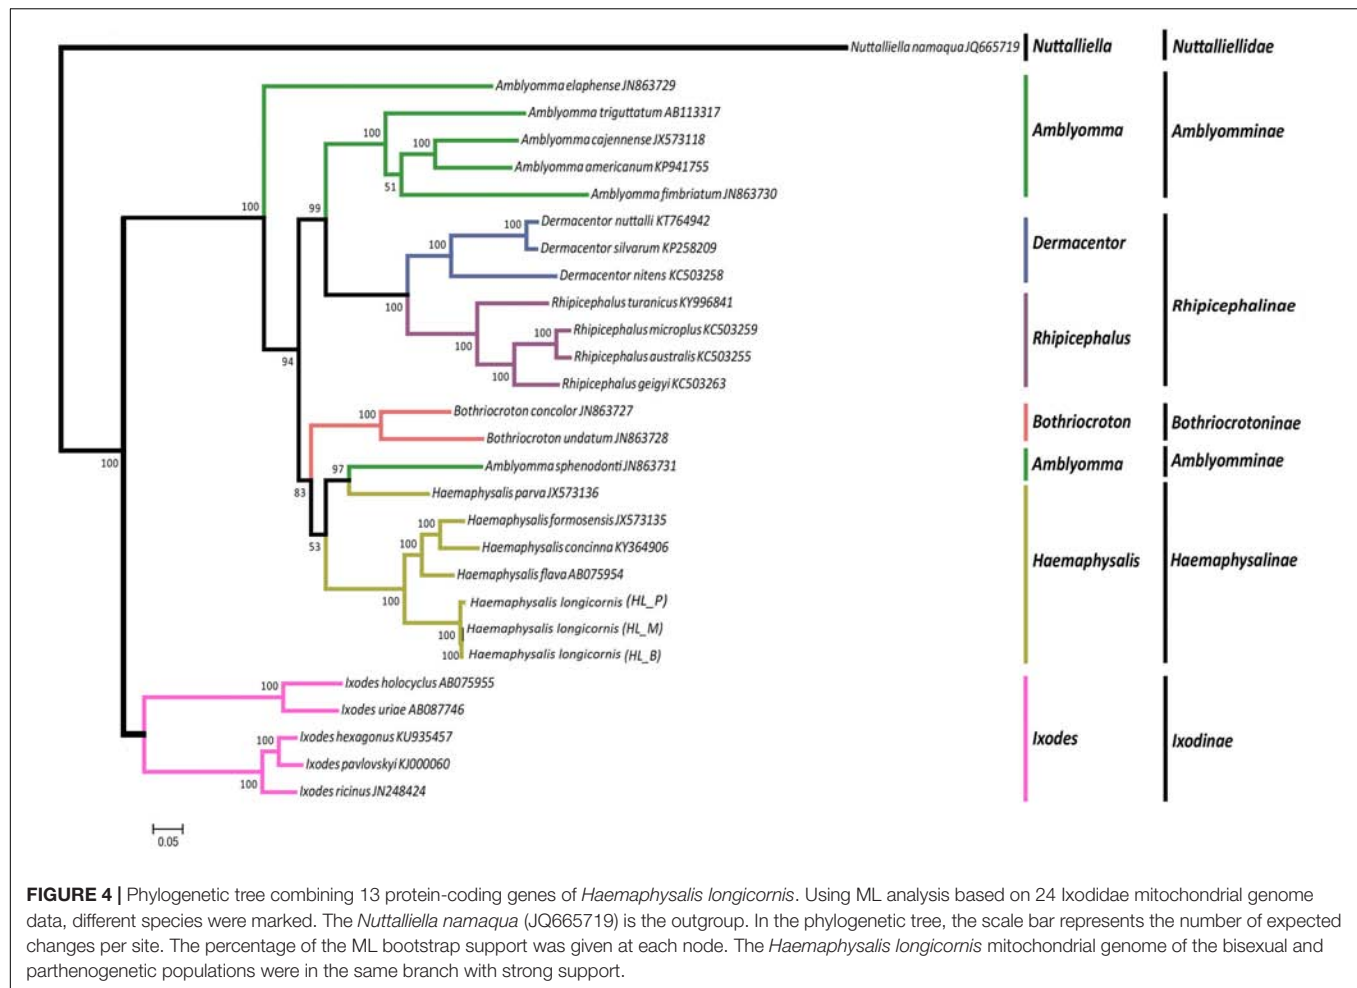 Nuttalliella namaqua JQ665719
Nuttalliella
Nuttalliellidae
Amblyomma elaphense JN863729
Amblyomma triguttatum AB113317
100
Amblyomma cajennense JX573118
100
Amblyomma
Amblyomminae
Amblyomma americanum KP941755
51
Amblyomma fimbriatum JN863730
100
99
Dermacentor nuttalli KT764942
100
100
Dermacentor silvarum KP258209
Dermacentor
Dermacentor nitens KC503258
100
Rhipicephalus turanicus KY996841
Rhipicephalinae
Rhipicephalus microplus KC503259
100
100
Rhipicephalus
94
Rhipicephalus australis KC503255
100
Rhipicephalus geigyi KC503263
Bothriocroton concolor JN863727
100
Bothriocroton
Bothriocrotoninae
Bothriocroton undatum JN863728
100
Amblyomma sphenodonti JN863731
97
Amblyomma
Amblyomminae
83
Haemaphysalis parva JX573136
Haemaphysalis formosensis JX573135
100
53
100
Haemaphysalis concinna KY364906
Haemaphysalis
Haemaphysalinae
Haemaphysalis flava AB075954
100
Haemaphysalis longicornis (HL_P)
Haemaphysalis longicornis (HL_M)
100
Haemaphysalis longicornis (HL_B)
100
Ixodes holocyclus AB075955
100
Ixodes uriae AB087746
Ixodes hexagonus KU935457
100
Ixodes
Ixodinae
Ixodes pavlovskyi KJ000060
100
Ixodes ricinus JN248424
0.05
FIGURE 4 | Phylogenetic tree combining 13 protein-coding genes of Haemaphysalis longicornis. Using ML analysis based on 24 Ixodidae mitochondrial genome
data, different species were marked. The Nuttalliella namaqua (JQ665719) is the outgroup. In the phylogenetic tree, the scale bar represents the number of expected
changes per site. The percentage of the ML bootstrap support was given at each node. The Haemaphysalis longicornis mitochondrial genome of the bisexual and
parthenogenetic populations were in the same branch with strong support.